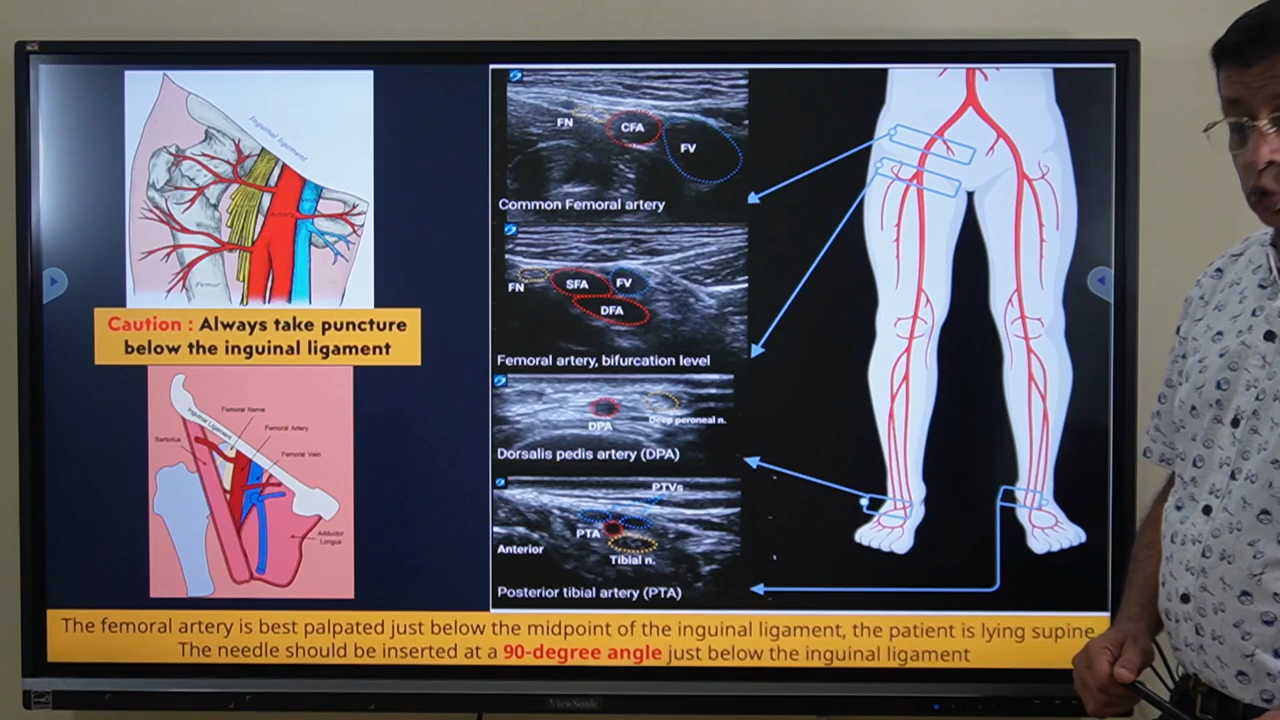 Inguinal ligament
Artery
Femur
Caution : Always take puncture
below the inguinal ligament
Inguinal Ligament
Femoral Nerve
Femoral Artery
Femoral Vein
Sartorius
Adductor
Longus
FN
CFA
FV
Common Femoral artery
FN
SFA
FV
DFA
Femoral artery, bifurcation level
DPA
Deep peroneal n.
Dorsalis pedis artery (DPA)
PTVs
PTA
Anterior
Tibial n.
Posterior tibial artery (PTA)
The femoral artery is best palpated just below the midpoint of the inguinal ligament, the patient is lying supine
The needle should be inserted at a 90-degree angle just below the inguinal ligament
ViewSonic